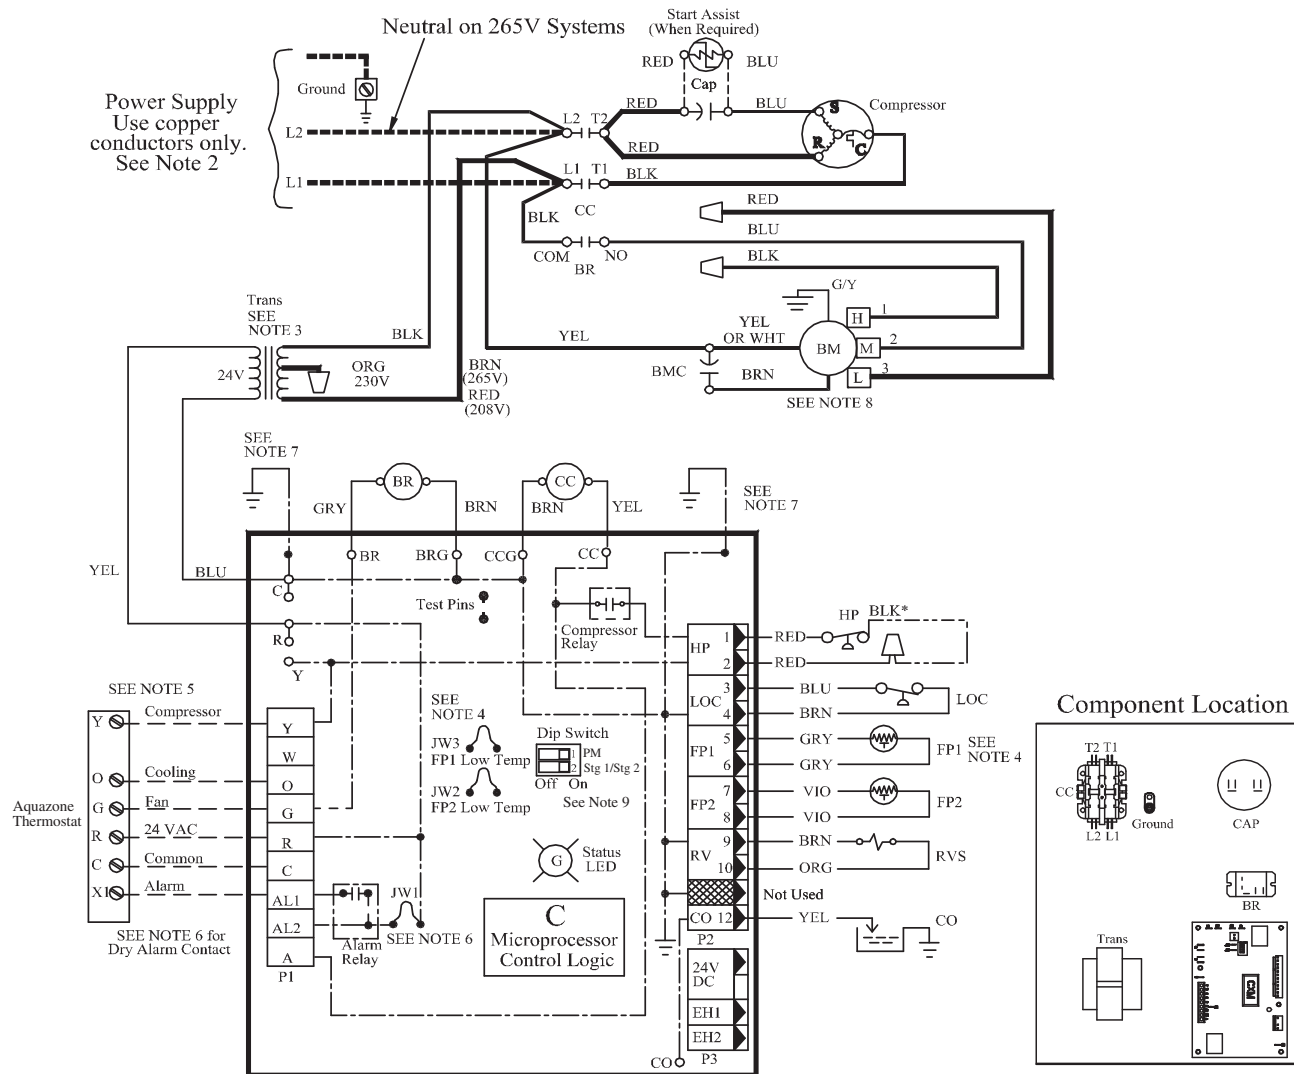 Neutral on 265V Systems
Start Assist
(When Required)
RED
BLU
Cap
Ground
Power Supply
Use copper
conductors only.
See Note 2
L2
L1
L2 T2
RED
BLU
S
R
C
Compressor
RED
L1 T1
BLK
CC
BLK
COM
NO
BR
RED
BLU
BLK
G/Y
H
1
M
2
L
3
BM
YEL
YEL
OR WHT
BMC
BRN
SEE NOTE 8
Trans
SEE
NOTE 3
BLK
24V
ORG
230V
BRN
(265V)
RED
(208V)
SEE
NOTE 7
BR
GRY
BRN
CC
BRN
YEL
SEE
NOTE 7
YEL
BLU
BR
BRG
CCG
CC
C
Test Pins
R
Y
Compressor
Relay
HP
1
2
LOC
3
4
FP1
5
6
FP2
7
8
RV
9
10
Not Used
CO 12
P2
24V
DC
EH1
EH2
P3
CO
RED
HP
BLK*
RED
BLU
LOC
BRN
GRY
FP1
SEE
NOTE 4
GRY
VIO
FP2
VIO
BRN
RVS
ORG
YEL
CO
SEE NOTE 5
Aquazone
Thermostat
Y
Compressor
O
Cooling
G
Fan
R
24 VAC
C
Common
X1
Alarm
SEE NOTE 6 for
Dry Alarm Contact
Y
W
O
G
R
C
AL1
AL2
A
P1
Alarm
Relay
JW1
SEE NOTE 6
SEE
NOTE 4
JW3
FP1 Low Temp
JW2
FP2 Low Temp
Dip Switch
1 PM
2 Stg 1/Stg 2
Off On
See Note 9
G
Status
LED
C
Microprocessor
Control Logic
Component Location
T2 T1
CC
L2 L1
Ground
CAP
BR
Trans
CXM